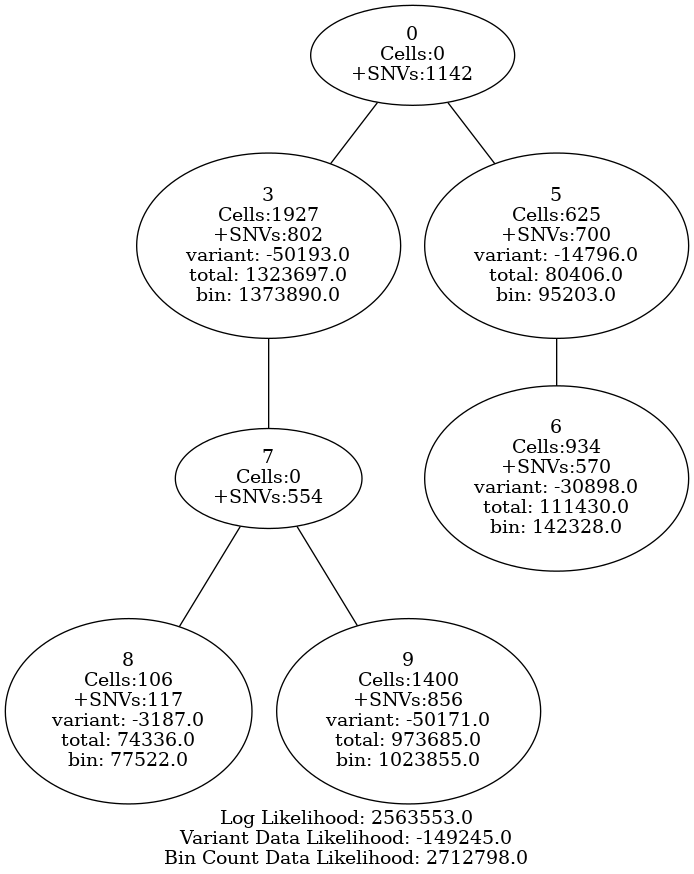 0
Cells:0
+SNVs:1142
3
Cells:1927
+SNVs:802
variant: -50193.0
total: 1323697.0
bin: 1373890.0
5
Cells:625
+SNVs:700
variant: -14796.0
total: 80406.0
bin: 95203.0
7
Cells:0
+SNVs:554
6
Cells:934
+SNVs:570
variant: -30898.0
total: 111430.0
bin: 142328.0
8
Cells:106
+SNVs:117
variant: -3187.0
total: 74336.0
bin: 77522.0
9
Cells:1400
+SNVs:856
variant: -50171.0
total: 973685.0
bin: 1023855.0
Log Likelihood: 2563553.0
Variant Data Likelihood: -149245.0
Bin Count Data Likelihood: 2712798.0